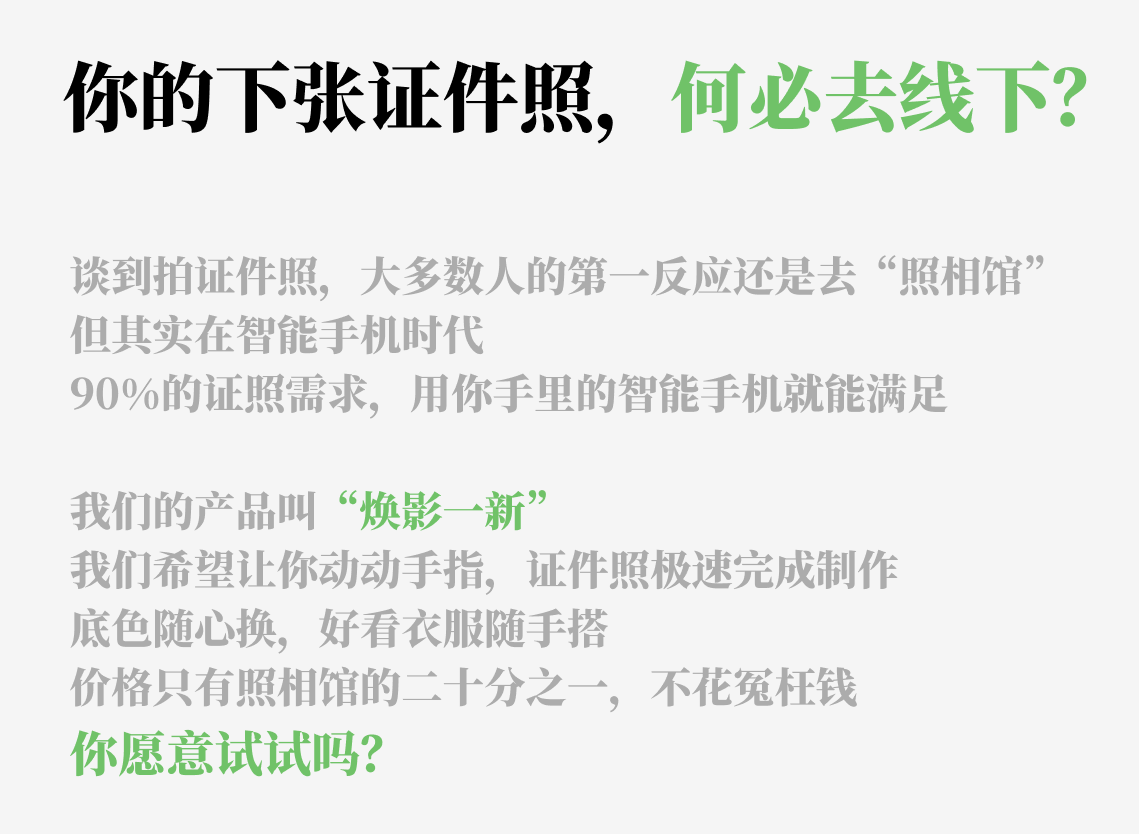 你的下张证件照，何必去线下？
谈到拍证件照，大多数人的第一反应还是去“照相馆”
但其实在智能手机时代
90%的证照需求，用你手里的智能手机就能满足
我们的产品叫“焕影一新”
我们希望让你动动手指，证件照极速完成制作
底色随心换，好看衣服随手搭
价格只有照相馆的二十分之一，不花冤枉钱
你愿意试试吗？